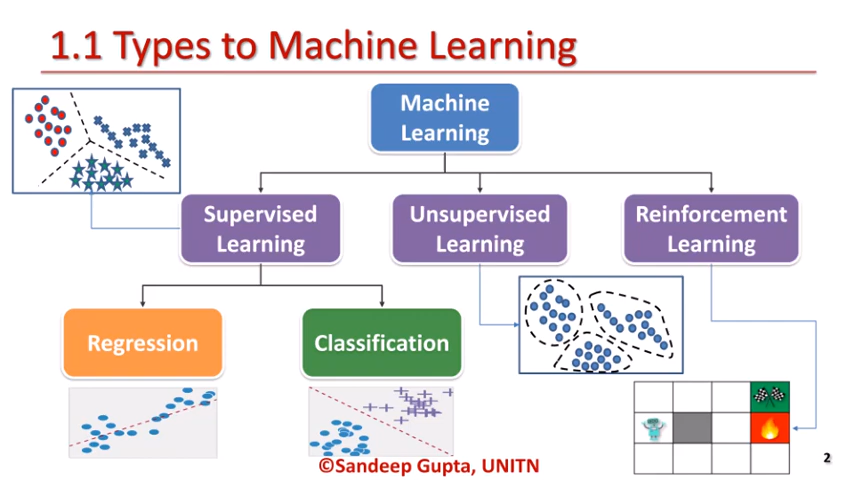 1.1 Types to Machine Learning
Machine
Learning
Supervised
Learning
Unsupervised
Learning
Reinforcement
Learning
Regression
Classification
©Sandeep Gupta, UNITN
2